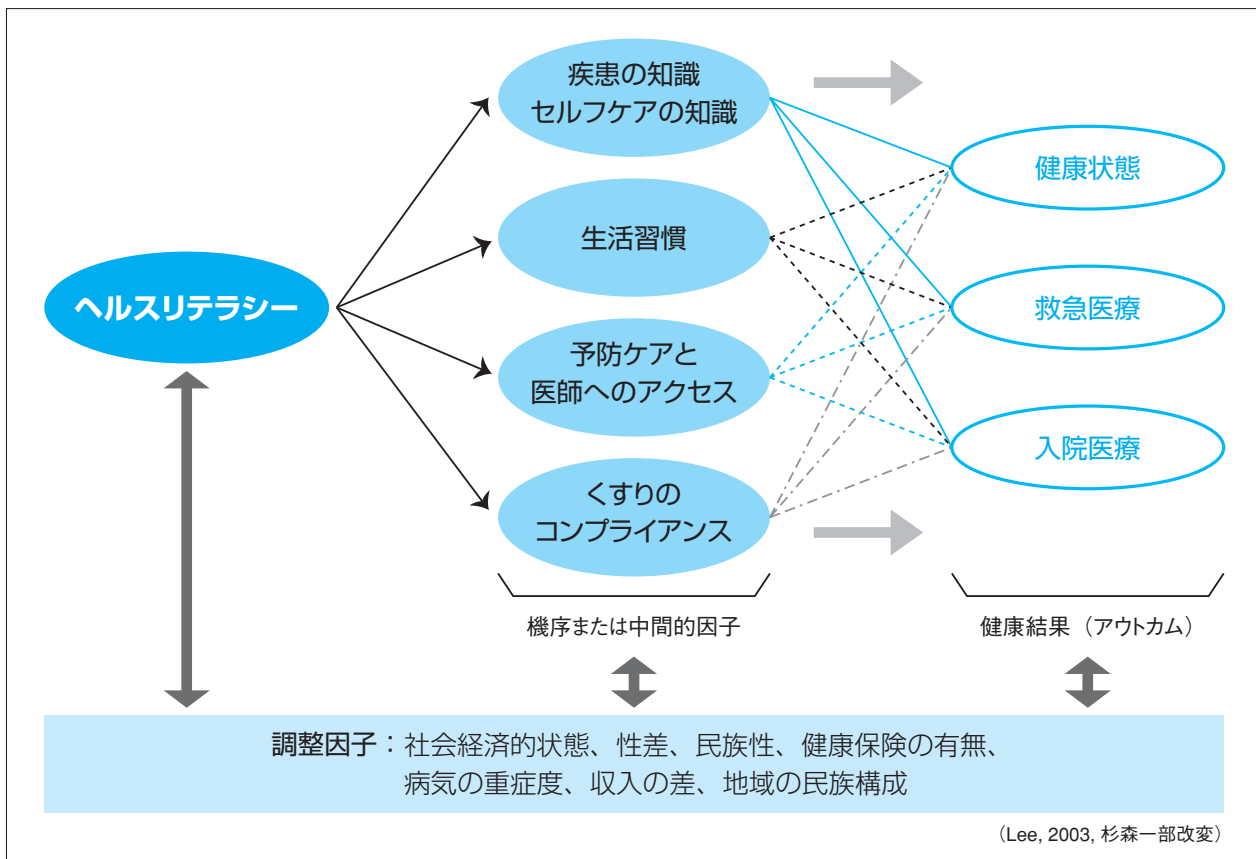 疾患の知識
セルフケアの知識
生活習慣
予防ケアと
医師へのアクセス
くすりの
コンプライアンス
ヘルスリテラシー
健康状態
救急医療
入院医療
機序または中間的因子
健康結果（アウトカム）
調整因子：社会経済的状態、性差、民族性、健康保険の有無、
病気の重症度、収入の差、地域の民族構成
（Lee, 2003, 杉森一部改変）